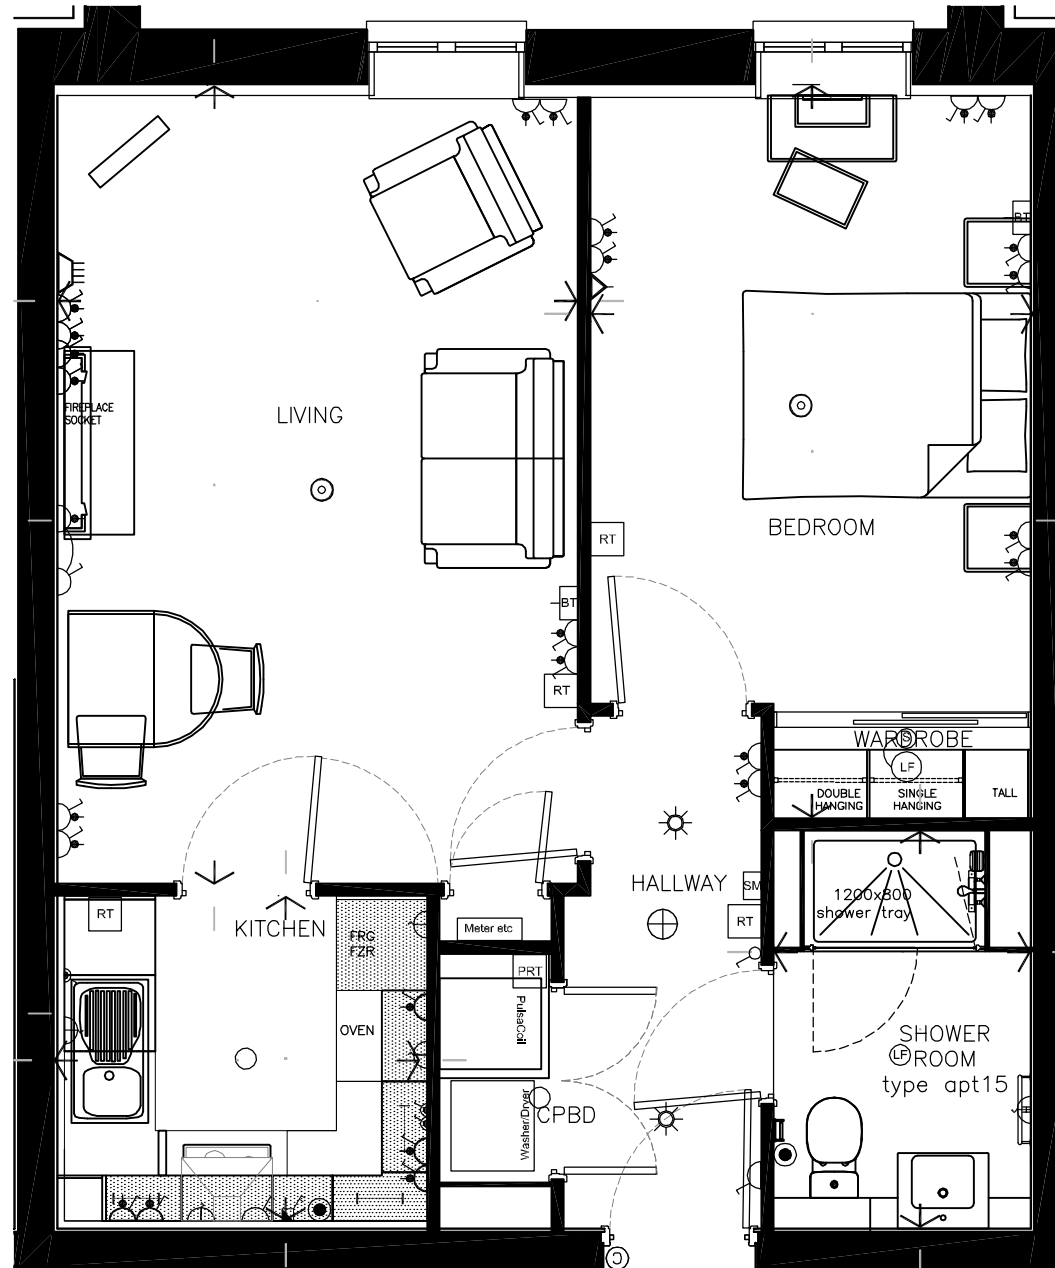 BT
FIREPLACE
SOCKET
LIVING
BEDROOM
RT
BT
RT
WARDROBE
S
LF
DOUBLE
HANGING
SINGLE
HANGING
TALL
HALLWAY
SM
RT
1200x800
shower tray
RT
KITCHEN
FRG
FZR
Meter etc
PRT
PulsaCoil
OVEN
SHOWER
ROOM
LF
type apt15
Washer/Dryer
CPBD
J